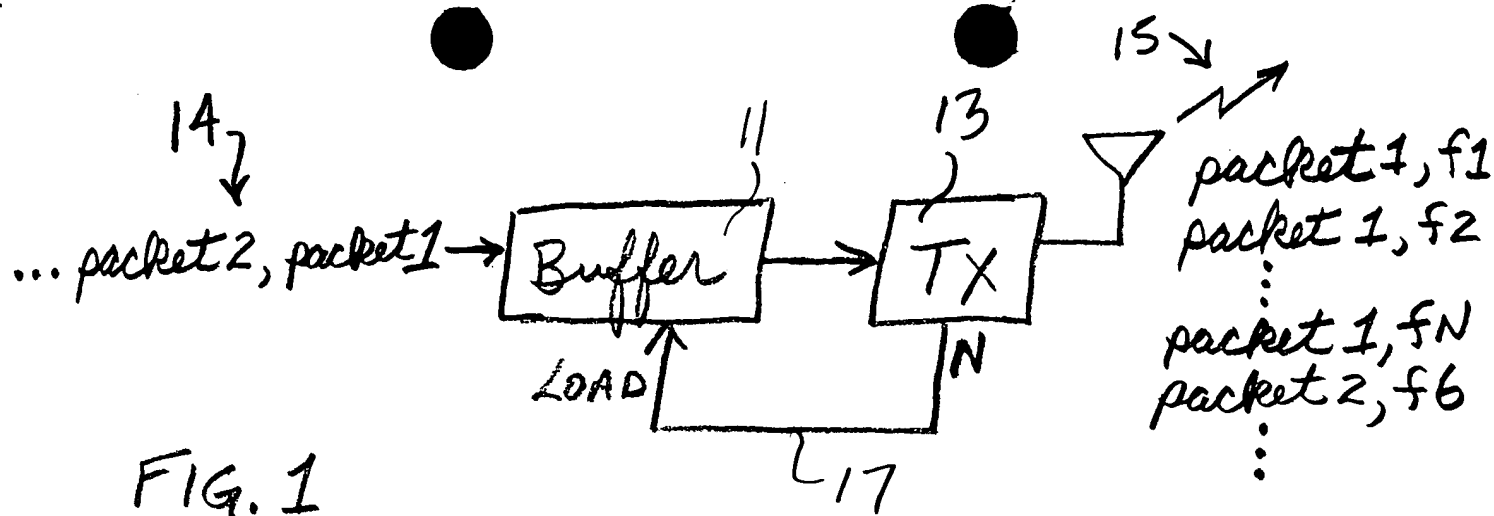 15
14
11
13
packet 1, f1
packet 1, f2
... packet 2, packet 1
Buffer
TX
packet 1, fN
LOAD
N
packet 2, f6
17
FIG. 1